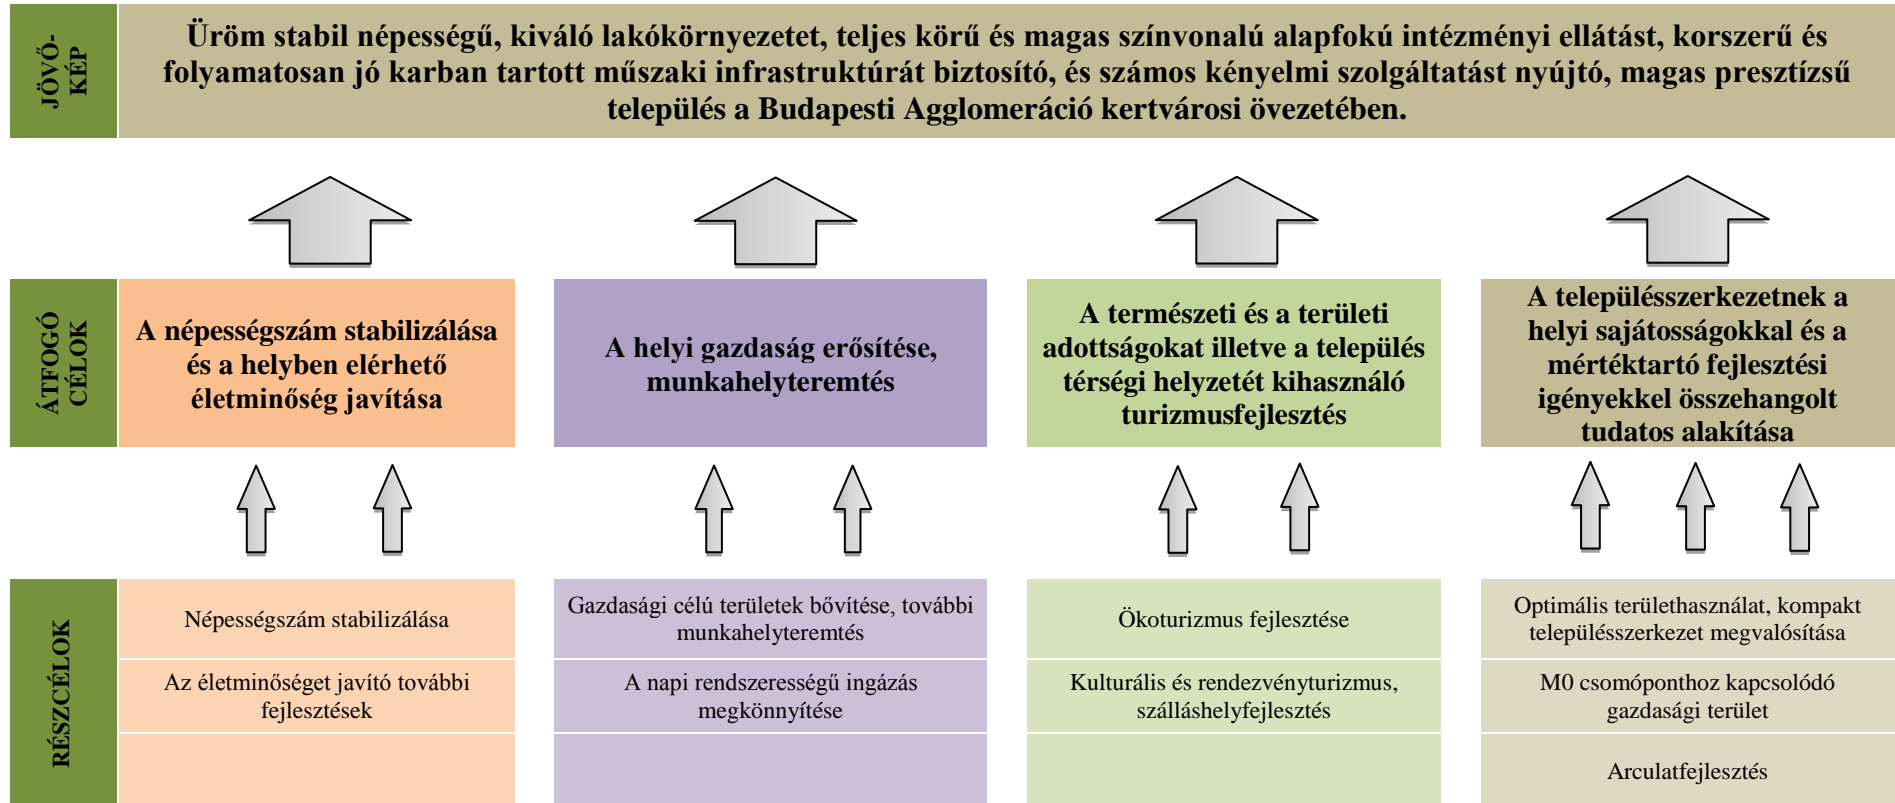 JÖVŐ-
KÉP
Üröm stabil népességű, kiváló lakókörnyezetet, teljes körű és magas színvonalú alapfokú intézményi ellátást, korszerű és
folyamatosan jó karban tartott műszaki infrastruktúrát biztosító, és számos kényelmi szolgáltatást nyújtó, magas presztízsű
település a Budapesti Agglomeráció kertvárosi övezetében.
ÁTFOGÓ
CÉLOK
A népességszám stabilizálása
és a helyben elérhető
életminőség javítása
A helyi gazdaság erősítése,
munkahelyteremtés
A természeti és a területi
adottságokat illetve a település
térségi helyzetét kihasználó
turizmusfejlesztés
A településszerkezetnek a
helyi sajátosságokkal és a
mértéktartó fejlesztési
igényekkel összehangolt
tudatos alakítása
RÉSZCÉLOK
Népességszám stabilizálása
Gazdasági célú területek bővítése, további
munkahelyteremtés
Ökoturizmus fejlesztése
Optimális területhasználat, kompakt
településszerkezet megvalósítása
Az életminőséget javító további
fejlesztések
A napi rendszerességű ingázás
megkönnyítése
Kulturális és rendezvényturizmus,
szálláshelyfejlesztés
M0 csomóponthoz kapcsolódó
gazdasági terület
Arculatfejlesztés